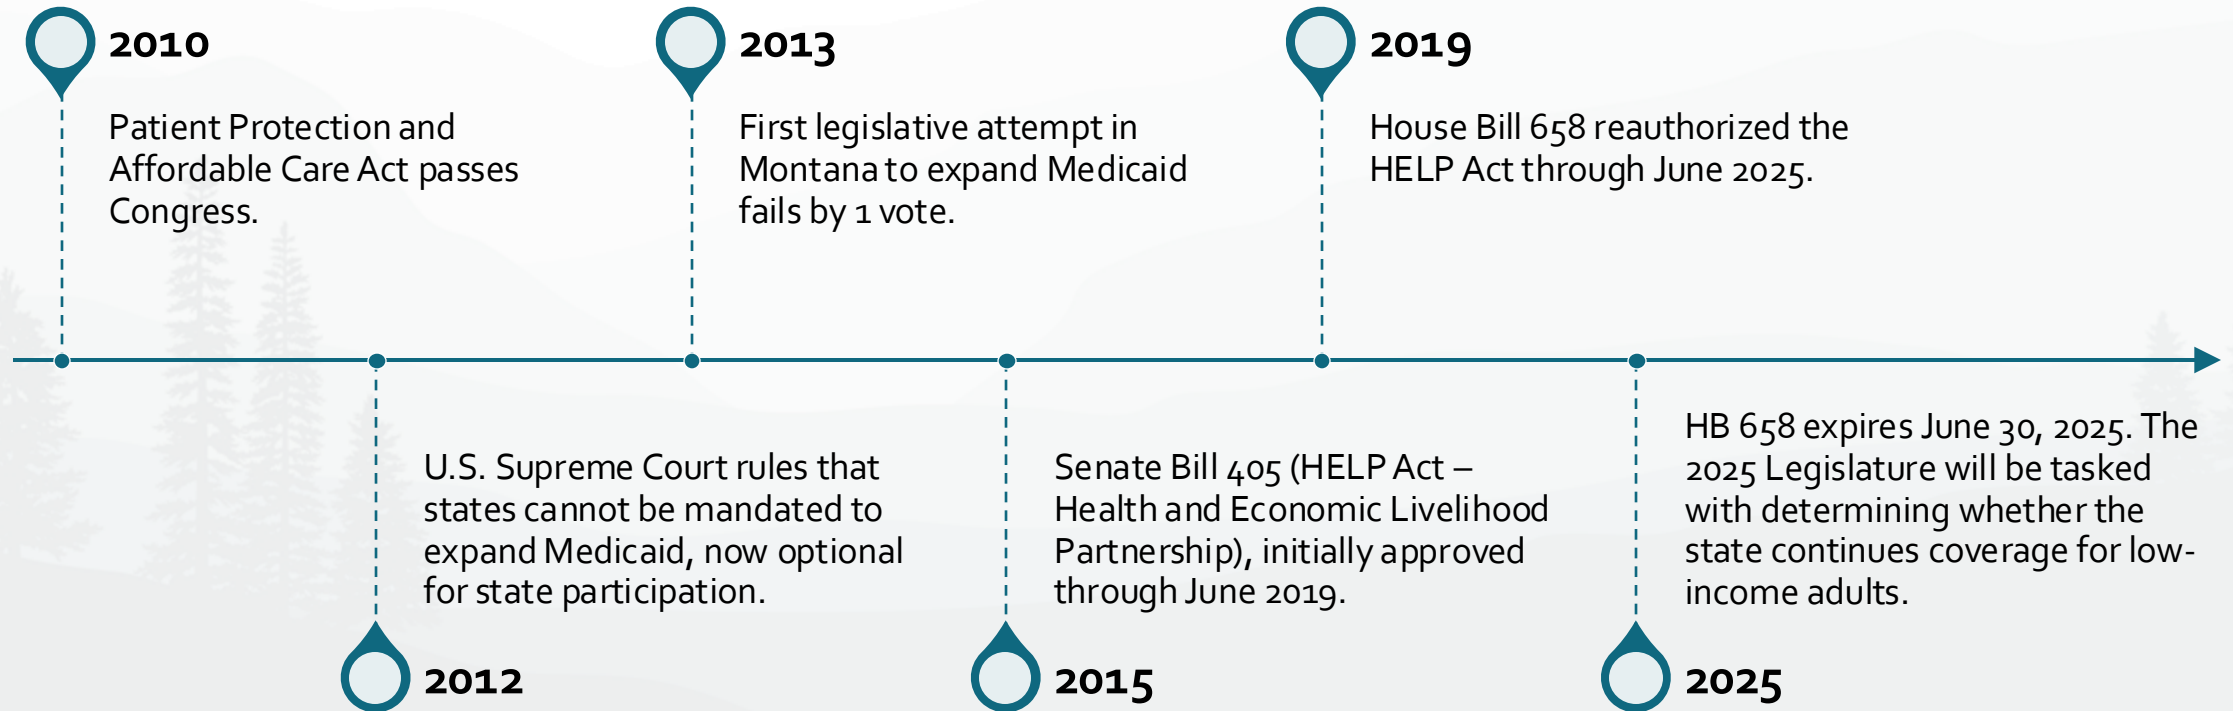 2010
Patient Protection and
Affordable Care Act passes
Congress.
U.S. Supreme Court rules that
states cannot be mandated to
expand Medicaid, now optional
for state participation.
2012
2013
First legislative attempt in
Montana to expand Medicaid
fails by 1 vote.
Senate Bill 405 (HELP Act –
Health and Economic Livelihood
Partnership), initially approved
through June 2019.
2015
2019
House Bill 658 reauthorized the
HELP Act through June 2025.
HB 658 expires June 30, 2025. The
2025 Legislature will be tasked
with determining whether the
state continues coverage for low-
income adults.
2025